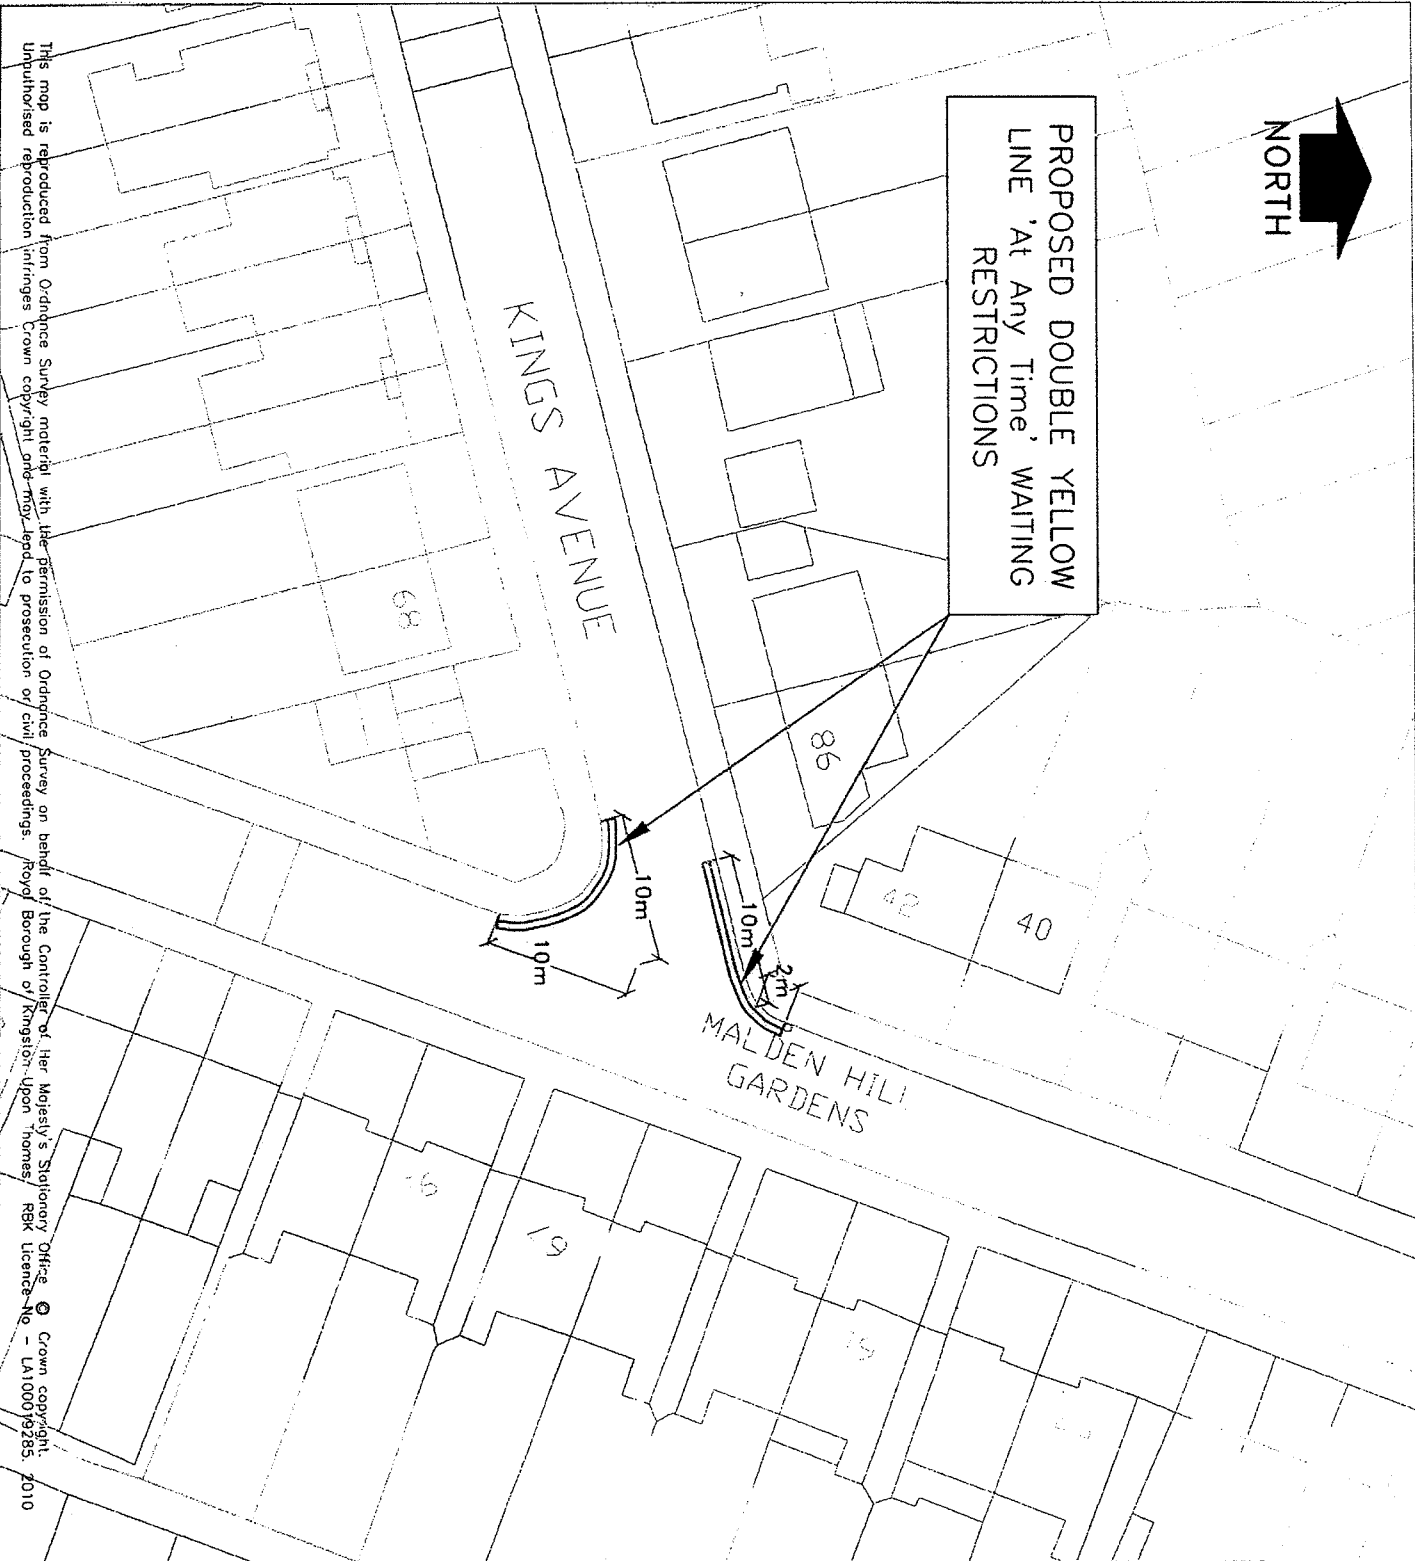 NORTH
PROPOSED DOUBLE YELLOW
LINE 'At Any Time' WAITING
RESTRICTIONS
KINGS AVENUE
68
86
42
40
10m
10m
10m
2m
MALDEN HILL
GARDENS
This map is reproduced from Ordnance Survey material with the permission of Ordnance Survey on behalf of the Controller of Her Majesty's Stationary Office © Crown copyright.
Unauthorised reproduction infringes Crown copyright and may lead to prosecution or civil proceedings. Royal Borough of Kingston Upon Thames. RBK Licence No - LA100019285. 2010